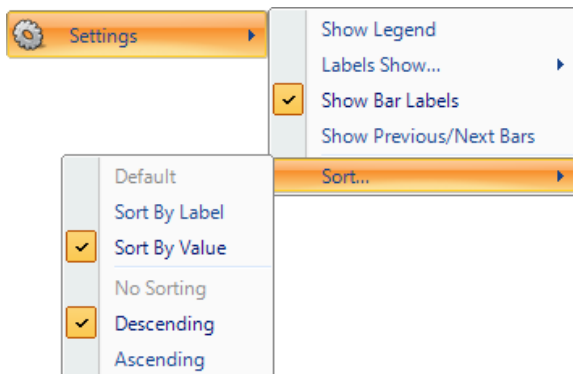 Settings
Show Legend
Labels Show...
Show Bar Labels
Show Previous/Next Bars
Sort...
Default
Sort By Label
Sort By Value
No Sorting
Descending
Ascending